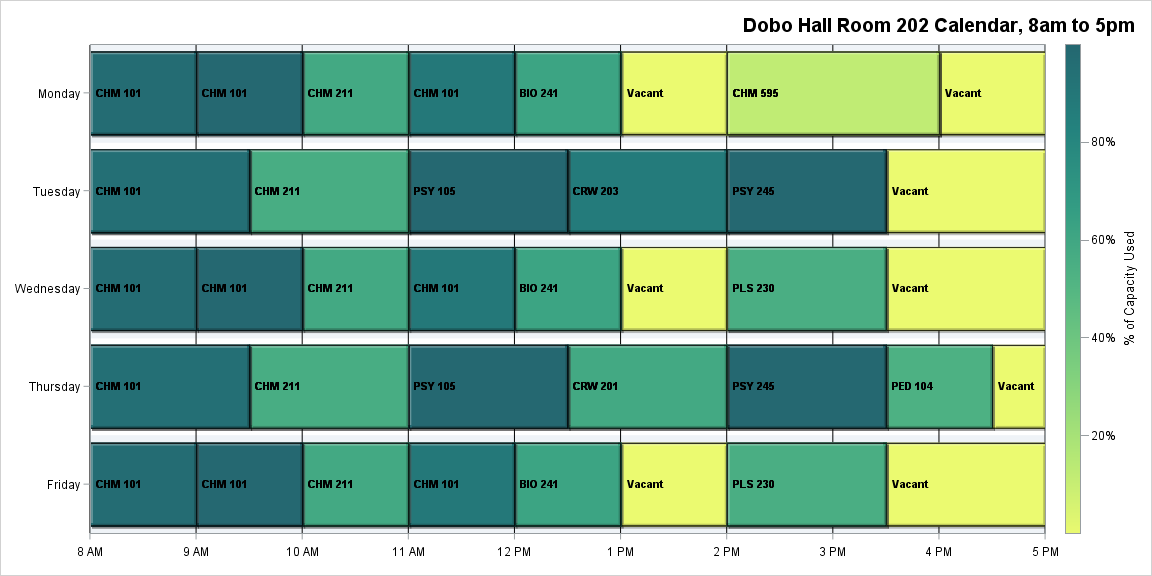 Dobo Hall Room 202 Calendar, 8am to 5pm
Monday CHM 101 CHM 101 CHM 211 CHM 101 BIO 241 Vacant CHM 595 Vacant
Tuesday CHM 101 CHM 211 PSY 105 CRW 203 PSY 245 Vacant
Wednesday CHM 101 CHM 101 CHM 211 CHM 101 BIO 241 Vacant PLS 230 Vacant
Thursday CHM 101 CHM 211 PSY 105 CRW 201 PSY 245 PED 104 Vacant
Friday CHM 101 CHM 101 CHM 211 CHM 101 BIO 241 Vacant PLS 230 Vacant
8 AM 9 AM 10 AM 11 AM 12 PM 1 PM 2 PM 3 PM 4 PM 5 PM
80%
60%
40%
20%
% of Capacity Used